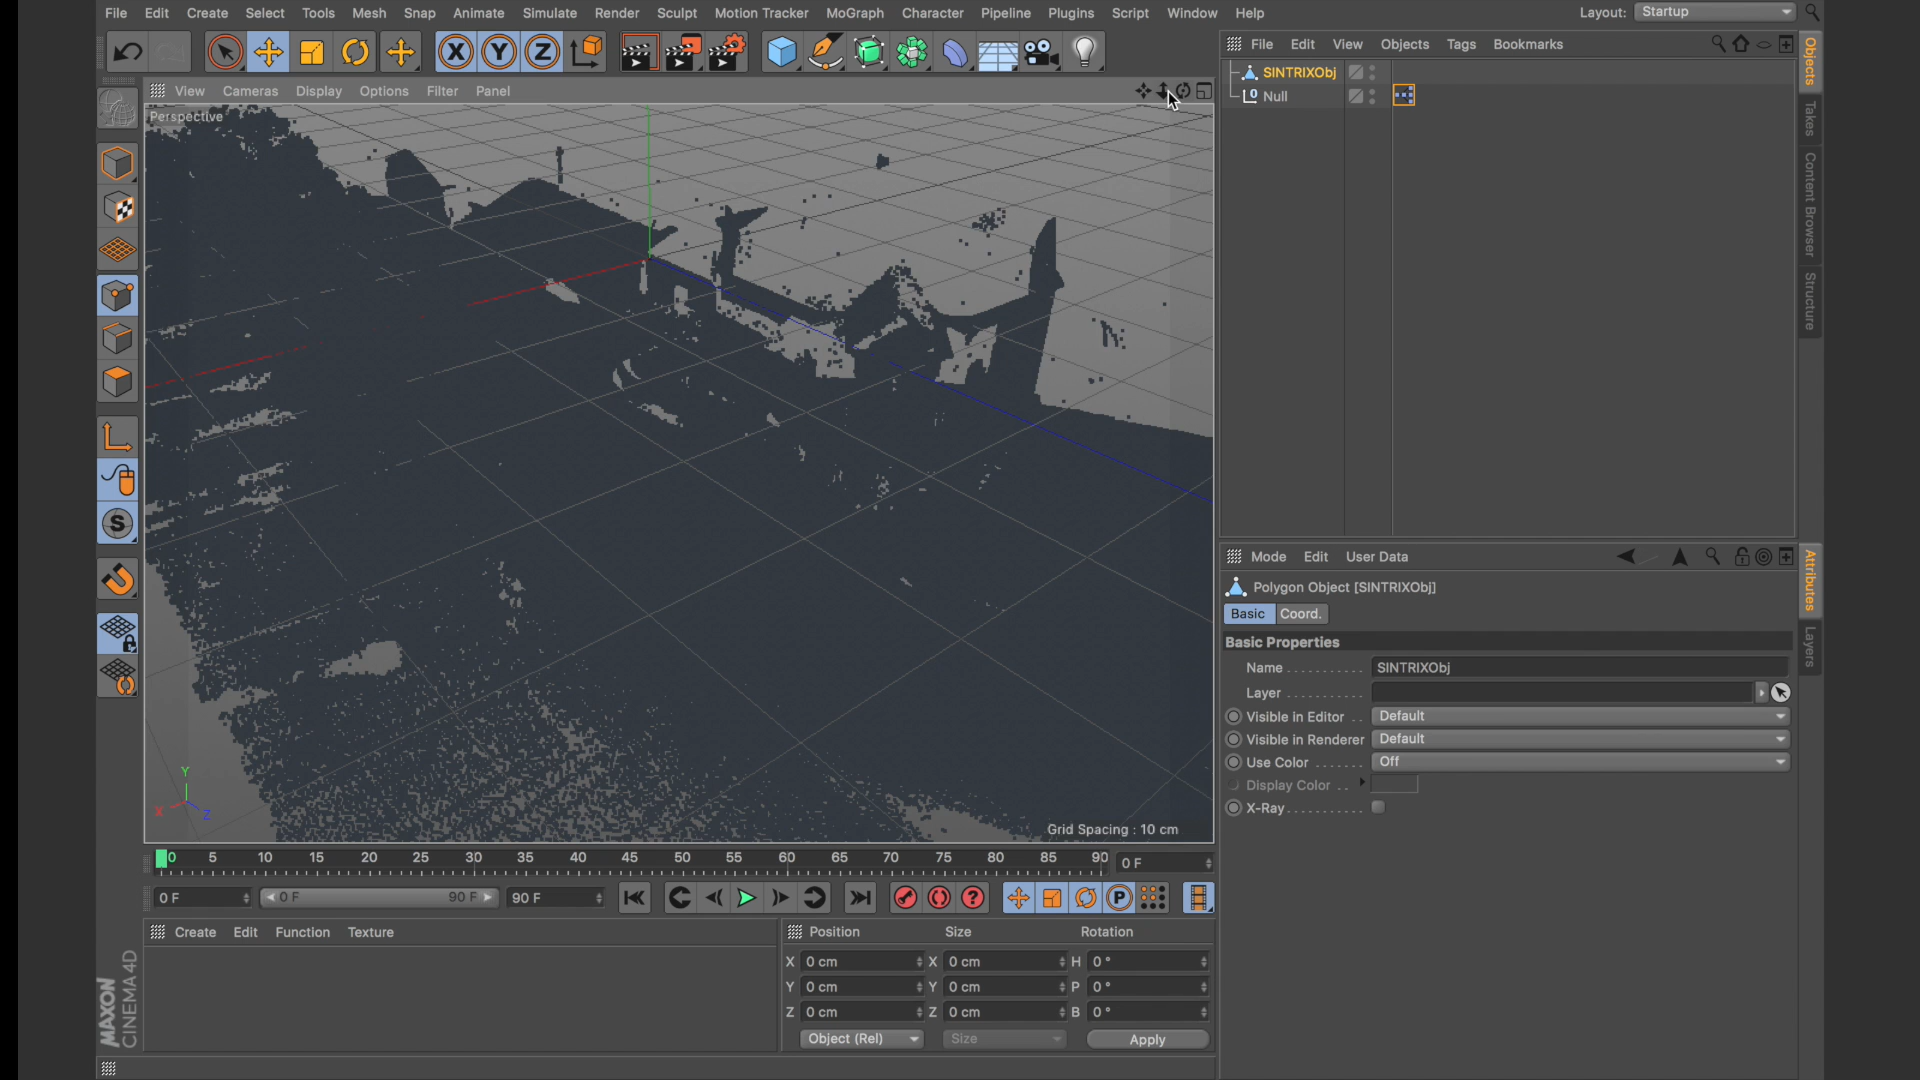 File Edit Create Select Tools Mesh Snap Animate Simulate Render Sculpt Motion Tracker MoGraph Character Pipeline Plugins Script Window Help
Layout: Startup
X Y Z
File Edit View Objects Tags Bookmarks
SINTRIXObj
Null
Objects
Takes
Content Browser
Structure
View Cameras Display Options Filter Panel
Perspective
Y
X
Z
Grid Spacing : 10 cm
Mode Edit User Data
Polygon Object [SINTRIXObj]
Basic Coord.
Basic Properties
Name SINTRIXObj
Layer
Visible in Editor Default
Visible in Renderer Default
Use Color Off
Display Color
X-Ray
Attributes
Layers
0 5 10 15 20 25 30 35 40 45 50 55 60 65 70 75 80 85 90 0 F
0 F 0 F 90 F 90 F
Create Edit Function Texture
Position Size Rotation
X 0 cm X 0 cm H 0 °
Y 0 cm Y 0 cm P 0 °
Z 0 cm Z 0 cm B 0 °
Object (Rel) Size Apply
MAXON
CINEMA 4D